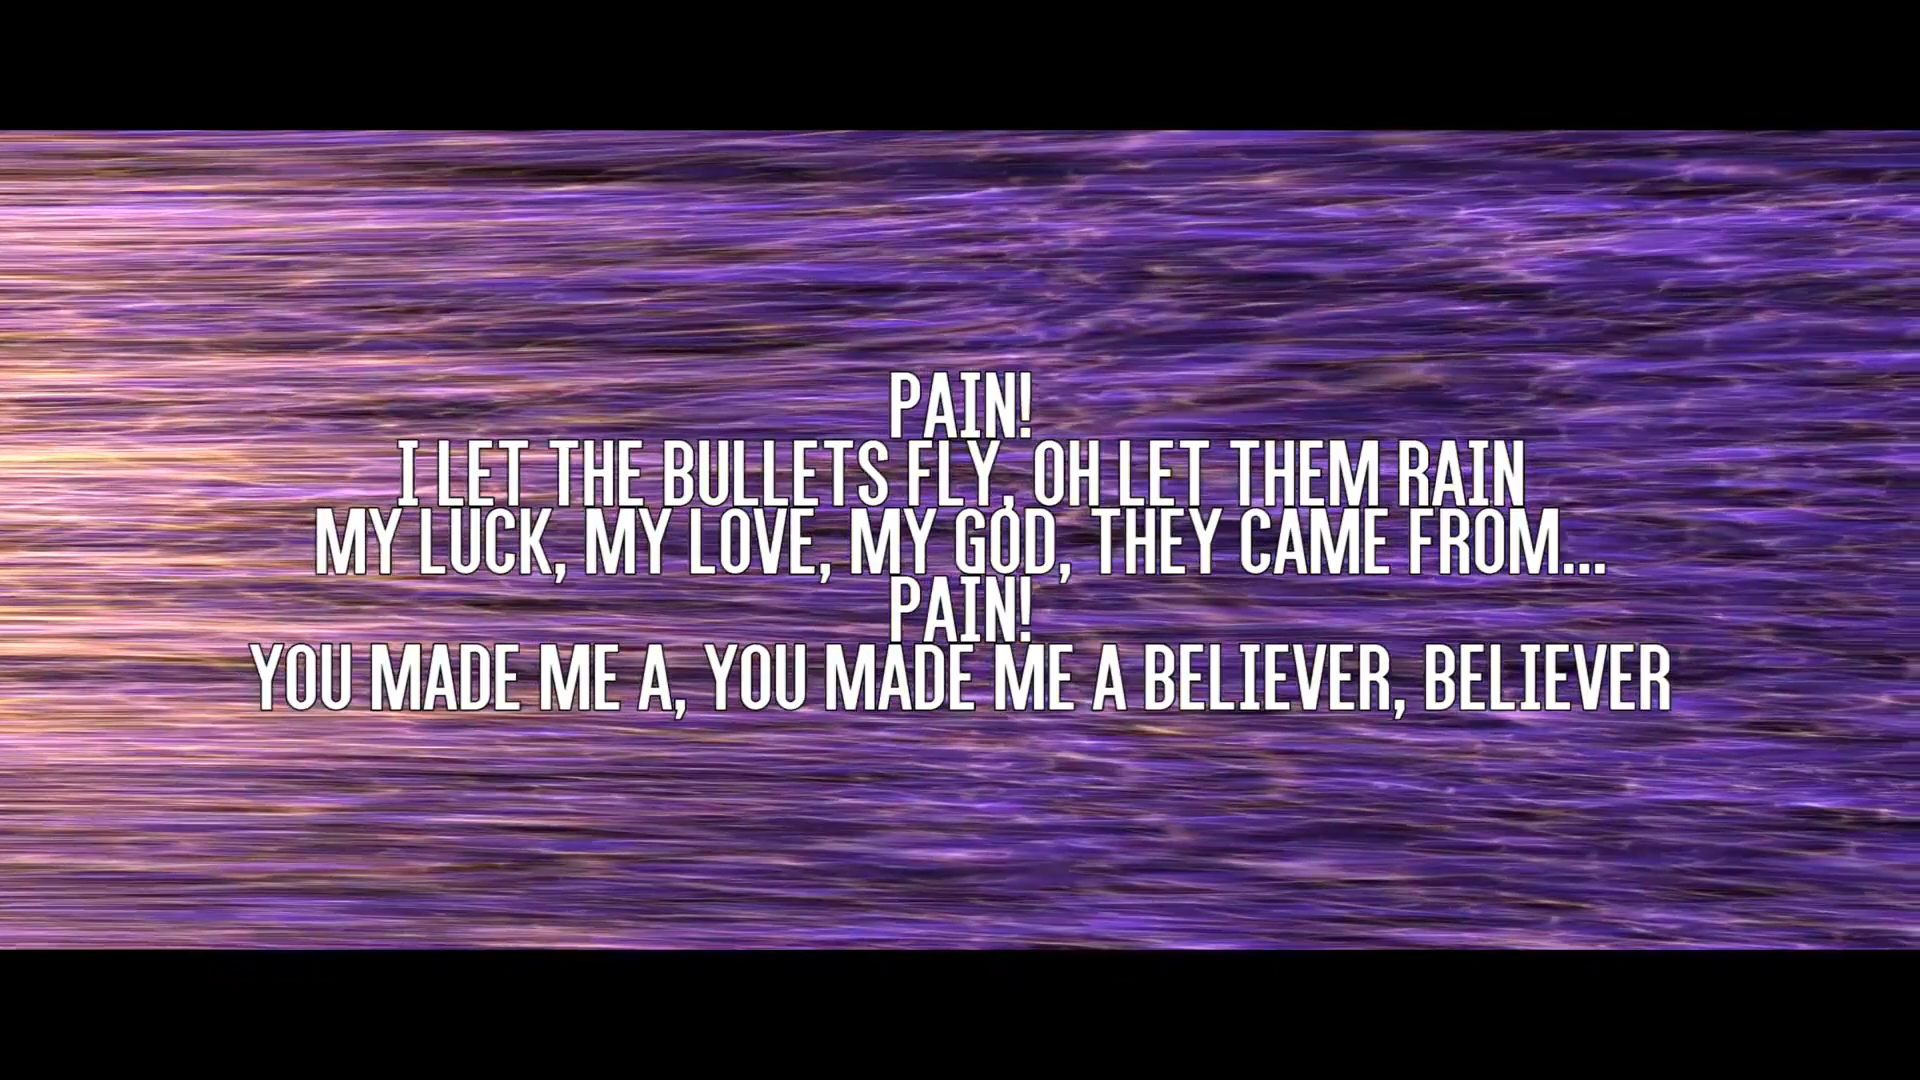 PAIN!
I LET THE BULLETS FLY, OH LET THEM RAIN
MY LUCK, MY LOVE, MY GOD, THEY CAME FROM...
PAIN!
YOU MADE ME A, YOU MADE ME A BELIEVER, BELIEVER